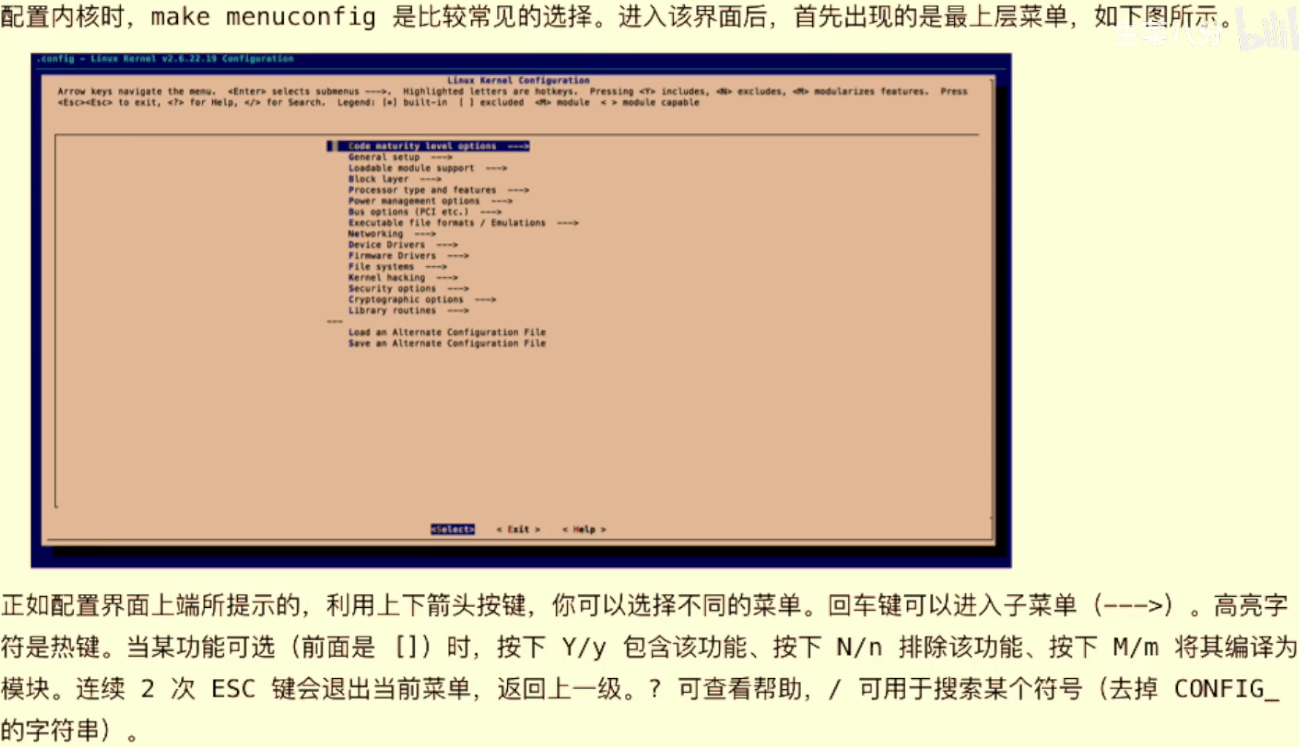 配置内核时，make menuconfig 是比较常见的选择。进入该界面后，首先出现的是最上层菜单，如下图所示。
.config - Linux Kernel v2.6.22.19 Configuration
Linux Kernel Configuration
Arrow keys navigate the menu.  <Enter> selects submenus --->.  Highlighted letters are hotkeys.  Pressing <Y> includes, <N> excludes, <M> modularizes features.  Press
<Esc><Esc> to exit, <?> for Help, </> for Search.  Legend: [*] built-in  [ ] excluded  <M> module  < > module capable
Code maturity level options  --->
General setup  --->
Loadable module support  --->
Block layer  --->
Processor type and features  --->
Power management options  --->
Bus options (PCI etc.)  --->
Executable file formats / Emulations  --->
Networking  --->
Device Drivers  --->
Firmware Drivers  --->
File systems  --->
Kernel hacking  --->
Security options  --->
Cryptographic options  --->
Library routines  --->
---
Load an Alternate Configuration File
Save an Alternate Configuration File
<Select>    < Exit >    < Help >
正如配置界面上端所提示的，利用上下箭头按键，你可以选择不同的菜单。回车键可以进入子菜单（--->）。高亮字
符是热键。当某功能可选（前面是 []）时，按下 Y/y 包含该功能、按下 N/n 排除该功能、按下 M/m 将其编译为
模块。连续 2 次 ESC 键会退出当前菜单，返回上一级。? 可查看帮助，/ 可用于搜索某个符号（去掉 CONFIG_
的字符串）。